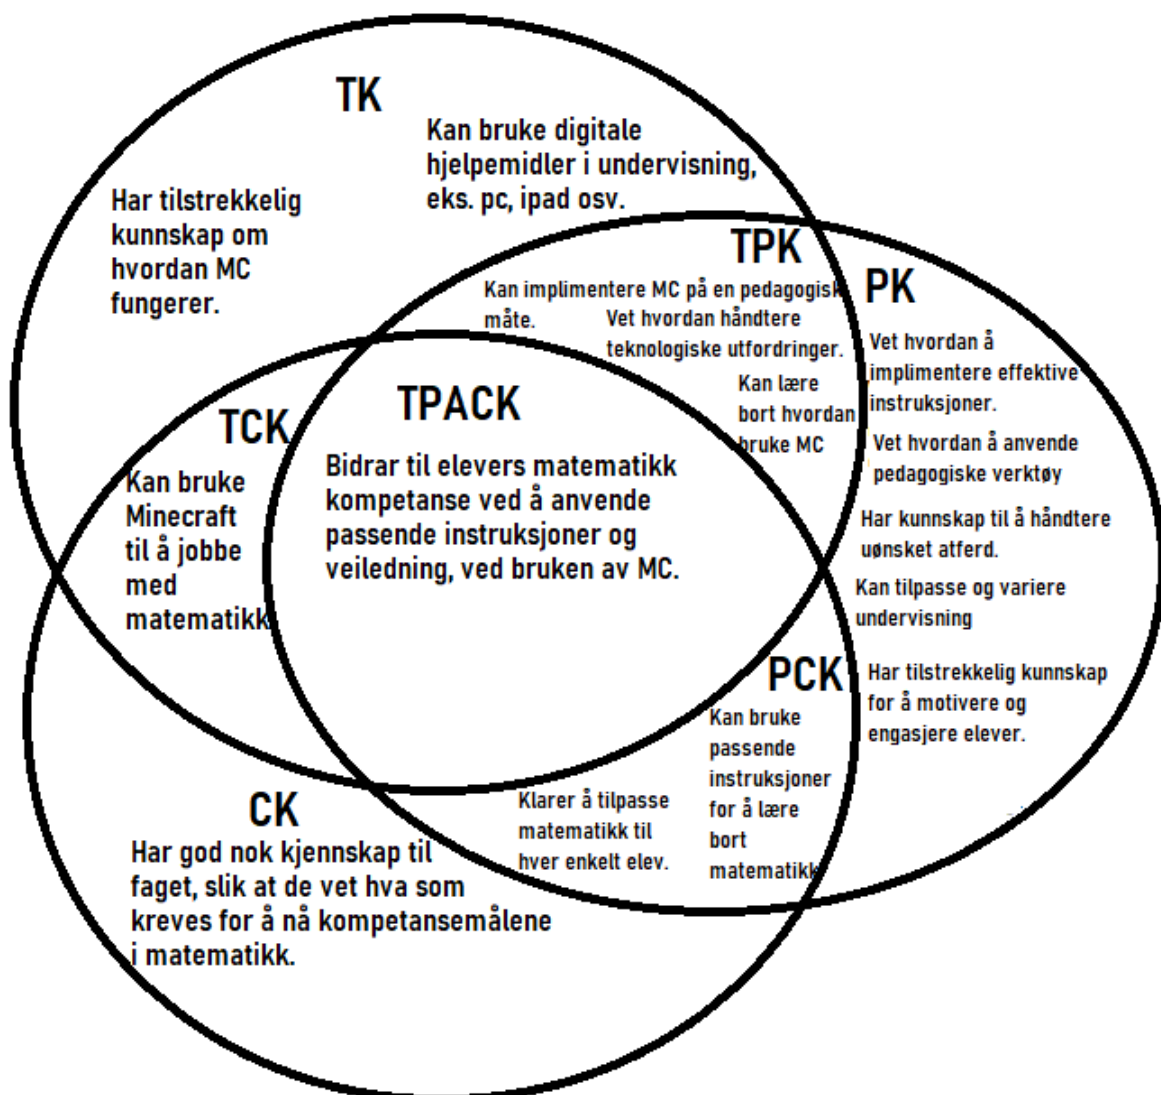 TK
Kan bruke digitale
hjelpemidler i undervisning,
eks. pc, ipad osv.
Har tilstrekkelig
kunnskap om
hvordan MC
fungerer.
TPK
Kan implimentere MC på en pedagogisk
måte.
Vet hvordan håndtere
teknologiske utfordringer.
Kan lære
bort hvordan
bruke MC
PK
Vet hvordan å
implimentere effektive
instruksjoner.
Vet hvordan å anvende
pedagogiske verktøy
Har kunnskap til å håndtere
uønsket atferd.
Kan tilpasse og variere
undervisning
Har tilstrekkelig kunnskap
for å motivere og
engasjere elever.
TCK
Kan bruke
Minecraft
til å jobbe
med
matematikk
TPACK
Bidrar til elevers matematikk
kompetanse ved å anvende
passende instruksjoner og
veiledning, ved bruken av MC.
PCK
Kan bruke
passende
instruksjoner
for å lære
bort
matematikk
Klarer å tilpasse
matematikk til
hver enkelt elev.
CK
Har god nok kjennskap til
faget, slik at de vet hva som
kreves for å nå kompetansemålene
i matematikk.